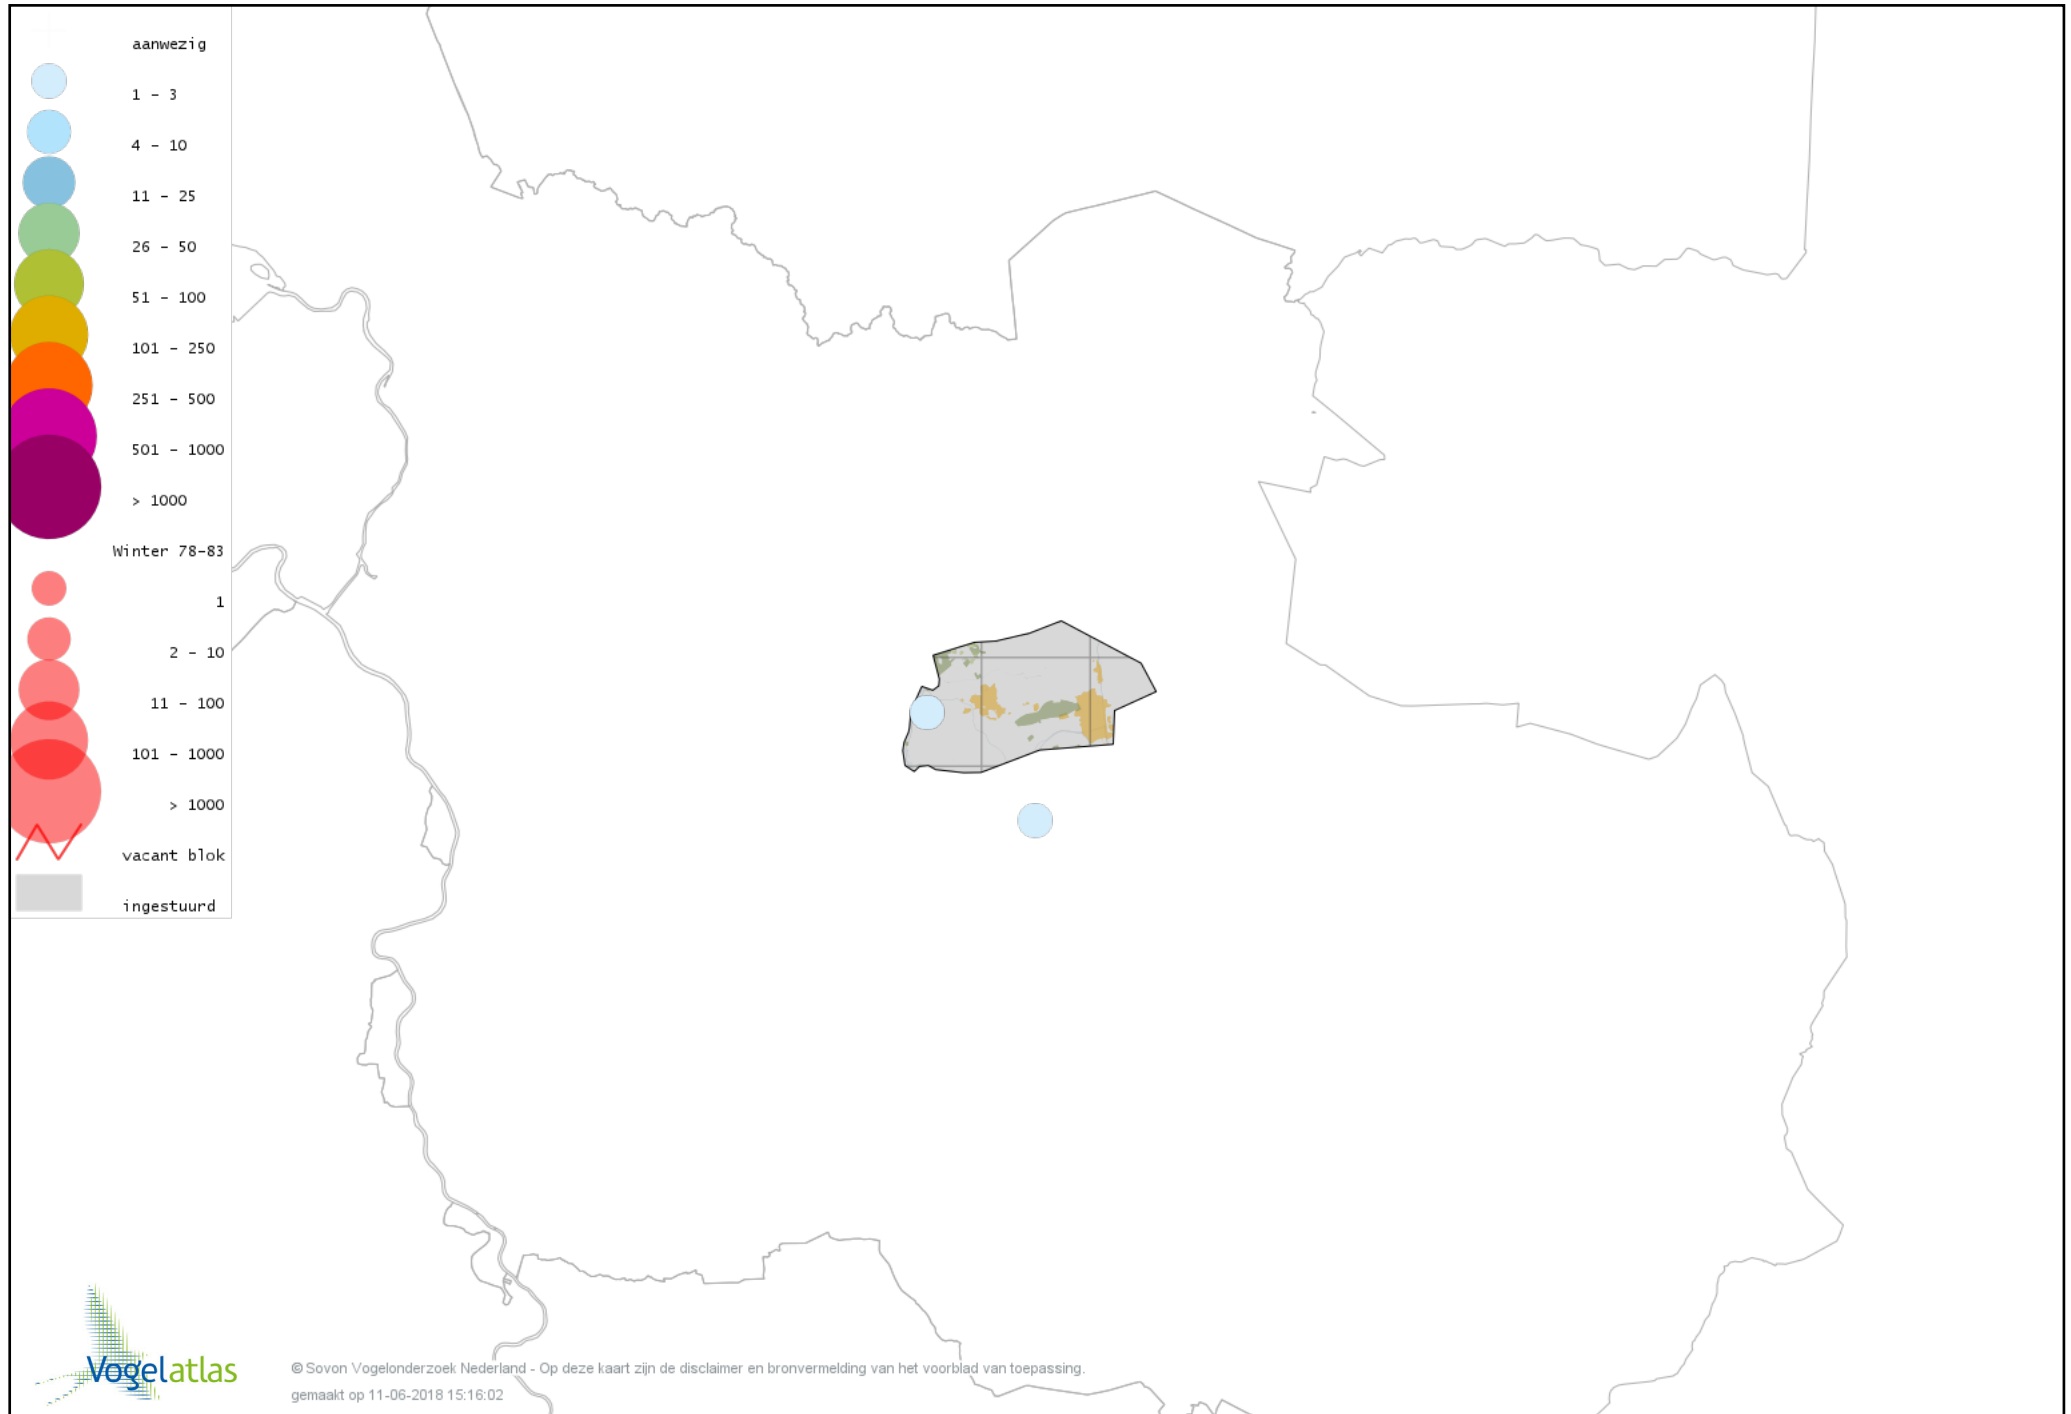 aanwezig
1 - 3
4 - 10
11 - 25
26 - 50
51 - 100
101 - 250
251 - 500
501 - 1000
> 1000
Winter 78-83
1
2 - 10
11 - 100
101 - 1000
> 1000
vacant blok
ingestuurd
Vogelatlas
© Sovon Vogelonderzoek Nederland - Op deze kaart zijn de disclaimer en bronvermelding van het voorblad van toepassing.
gemaakt op 11-06-2018 15:16:02